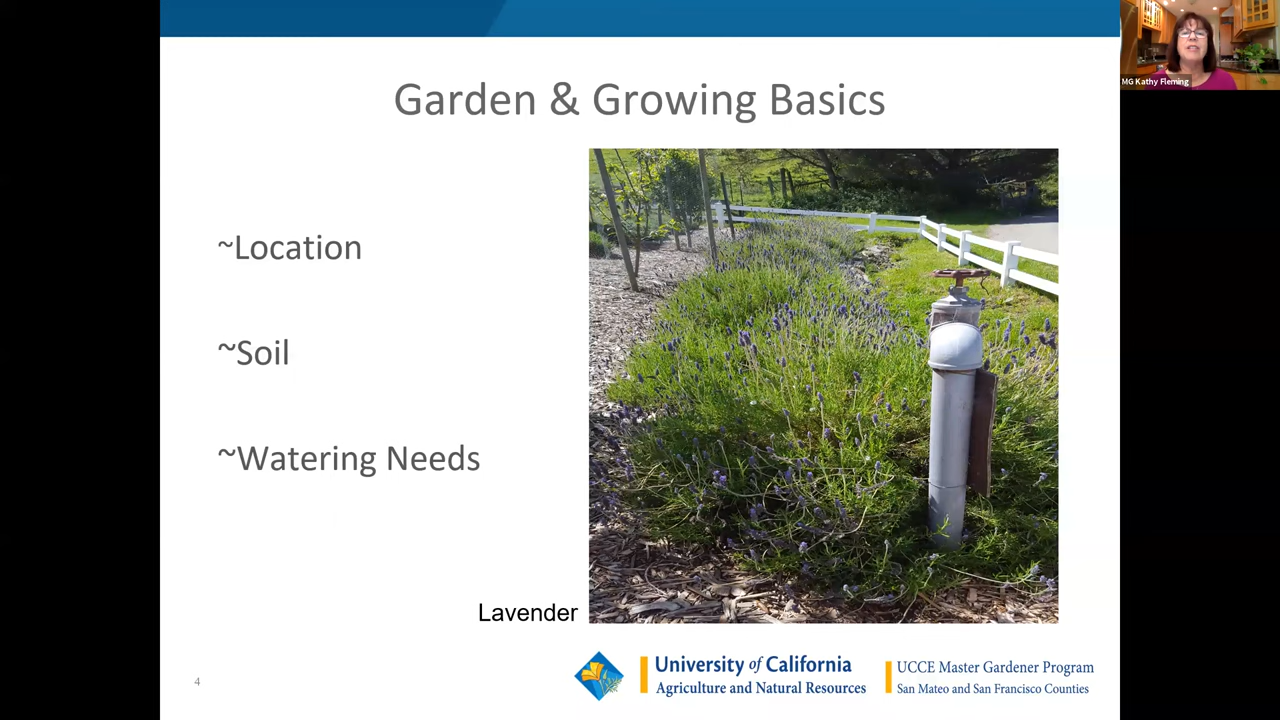 MG Kathy Fleming
Garden & Growing Basics
~Location
~Soil
~Watering Needs
Lavender
4
University of California
Agriculture and Natural Resources
UCCE Master Gardener Program
San Mateo and San Francisco Counties